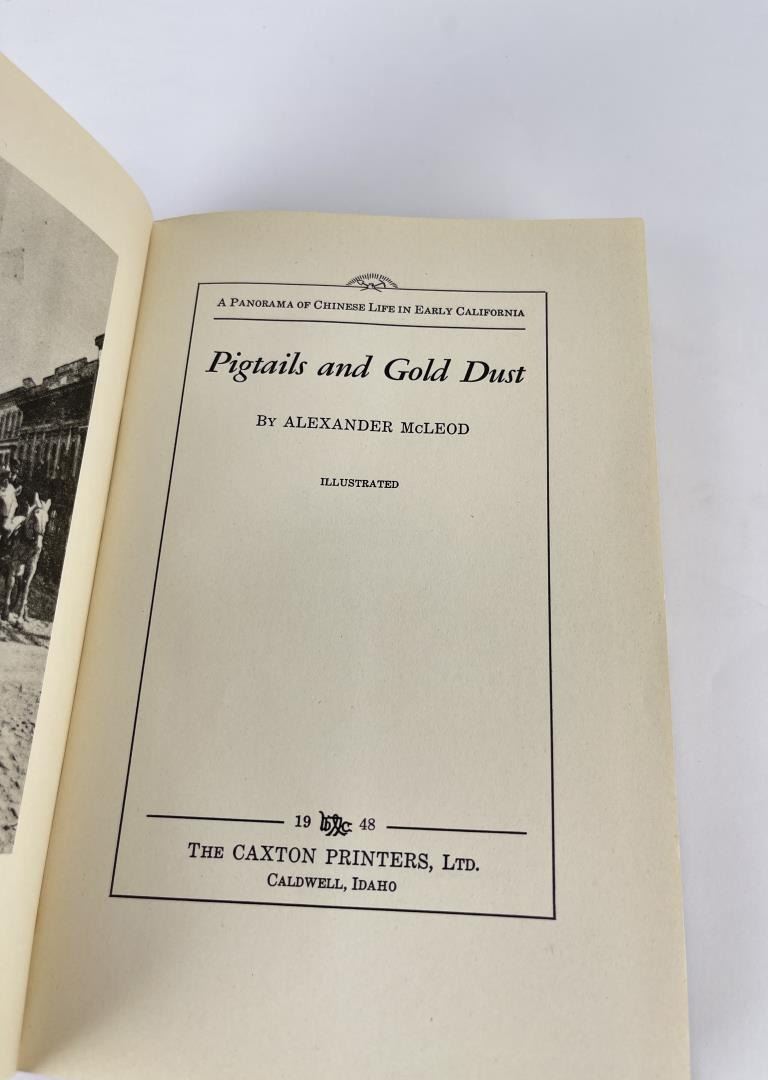 A PANORAMA OF CHINESE LIFE IN EARLY CALIFORNIA
Pigtails and Gold Dust
BY ALEXANDER McLEOD
ILLUSTRATED
19 48
THE CAXTON PRINTERS, LTD.
CALDWELL, IDAHO